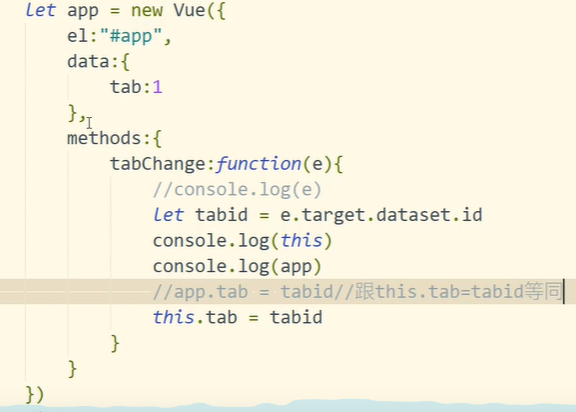 let app = new Vue({
el:"#app",
data:{
tab:1
},
methods:{
tabChange:function(e){
//console.log(e)
let tabid = e.target.dataset.id
console.log(this)
console.log(app)
//app.tab = tabid//跟this.tab=tabid等同
this.tab = tabid
}
}
})